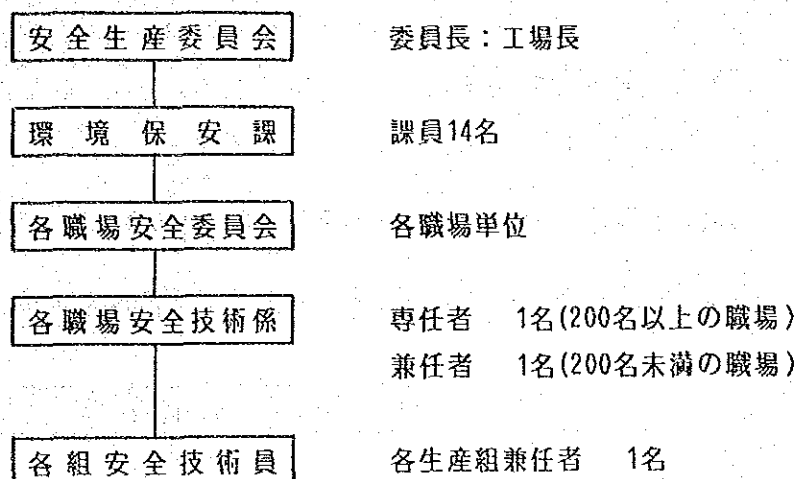 安全生産委員会　委員長：工場長
環境保安課　課員14名
各職場安全委員会　各職場単位
各職場安全技術係　専任者　1名(200名以上の職場)
兼任者　1名(200名未満の職場)
各組安全技術員　各生産組兼任者　1名